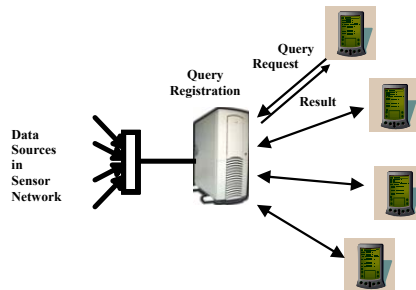 Query
Request
Query
Registration
Result
Data
Sources
in
Sensor
Network